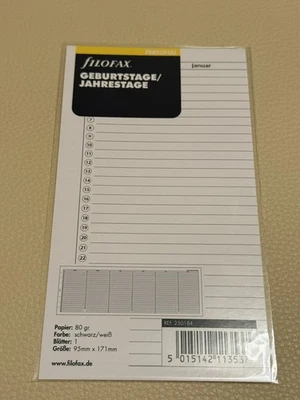 PERSONAL
fILOFAX
januar
GEBURTSTAGE/
JAHRESTAGE
7
8
9
10
11
12
13
14
15
16
17
18
19
20
21
22
Papier: 80 gr.
Farbe: schwarz/weiß
Blätter: 1
Größe: 95mm x 171mm
www.filofax.de
5 015142 113537